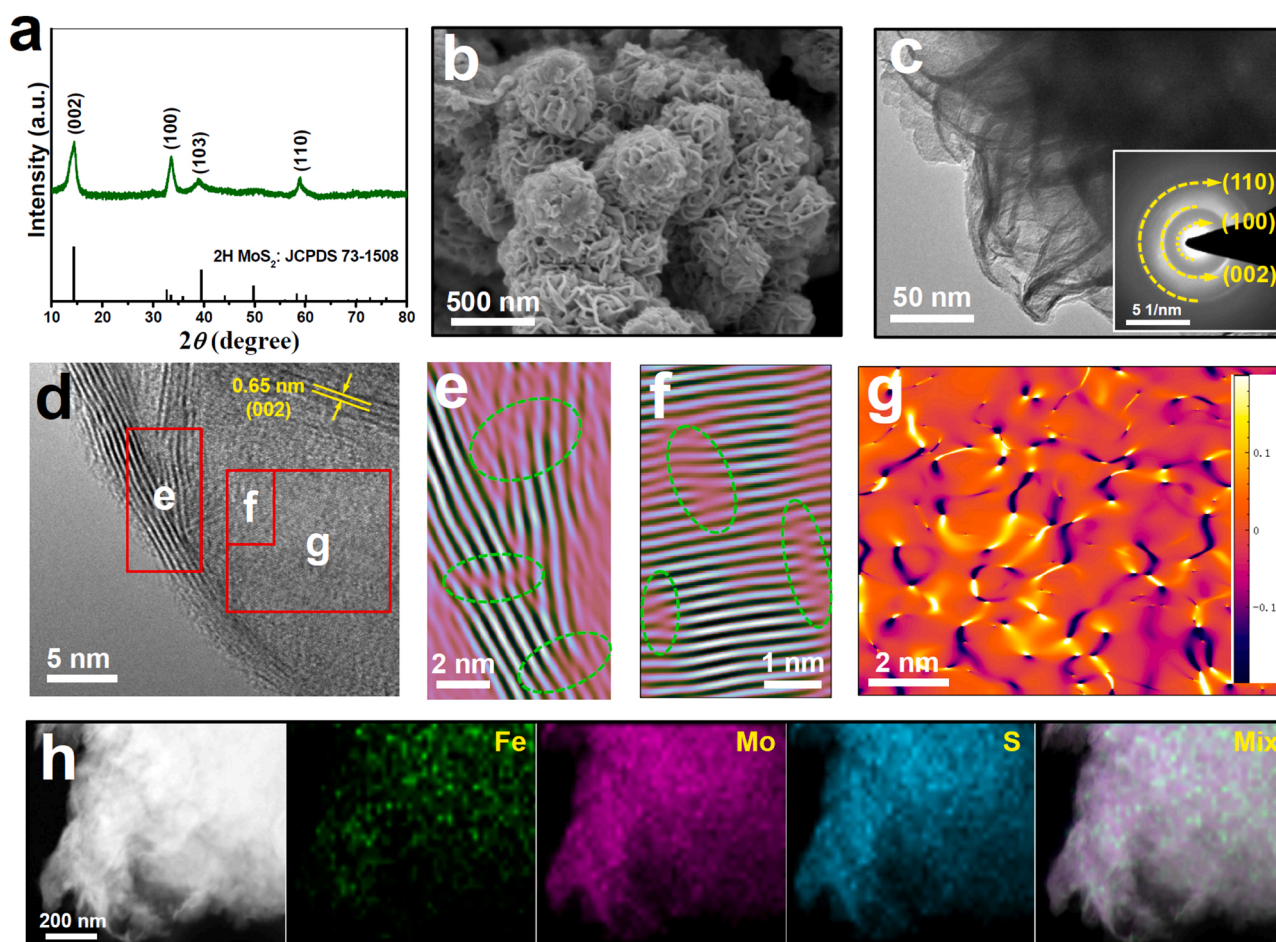 a
Intensity (a.u.)
(002)
(100)
(103)
(110)
2H MoS₂: JCPDS 73-1508
10 20 30 40 50 60 70 80
2θ (degree)
b
500 nm
c
50 nm
(110)
(100)
(002)
5 1/nm
d
0.65 nm
(002)
e
f
g
5 nm
e
2 nm
f
1 nm
g
2 nm
0.1
0
-0.1
h
200 nm
Fe
Mo
S
Mix